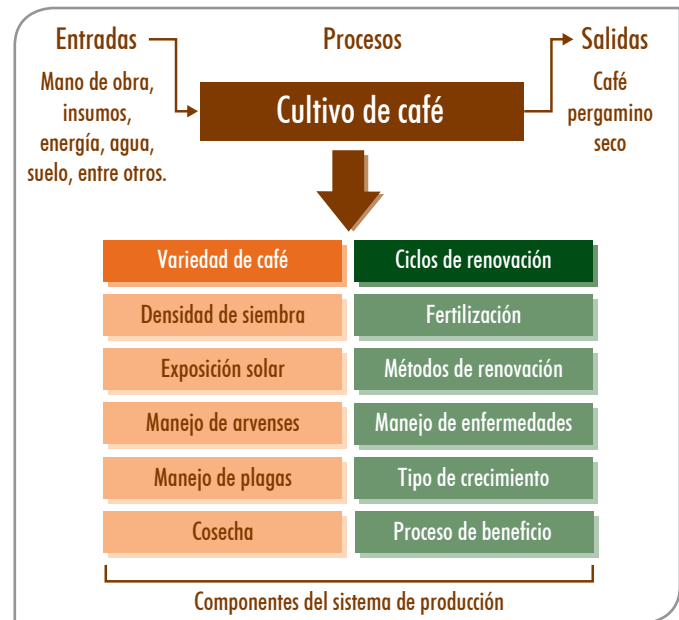 Entradas
Procesos
Salidas
Mano de obra,
insumos,
energía, agua,
suelo, entre otros.
Cultivo de café
Café
pergamino
seco
Variedad de café
Ciclos de renovación
Densidad de siembra
Fertilización
Exposición solar
Métodos de renovación
Manejo de arvenses
Manejo de enfermedades
Manejo de plagas
Tipo de crecimiento
Cosecha
Proceso de beneficio
Componentes del sistema de producción